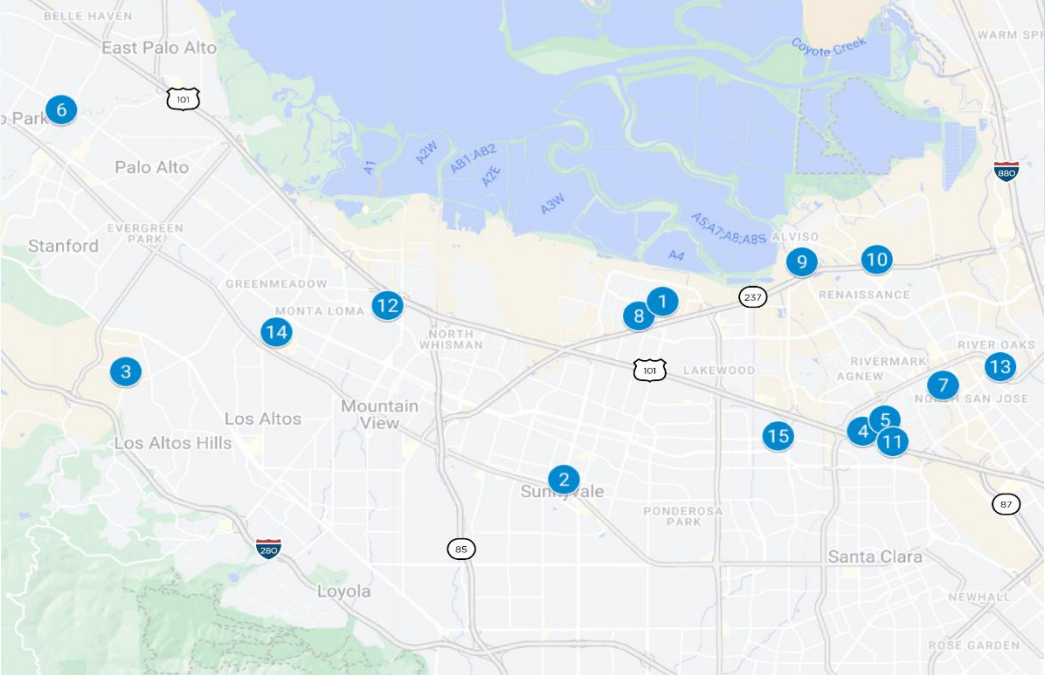 BELLE HAVEN
WARM SPR
East Palo Alto
Coyote Creek
101
6
o Park
Palo Alto
A1
A2W
AB1;AB2
A2E
A3W
A5;A7;A8;A8S
A4
880
EVERGREEN
PARK
Stanford
ALVISO
9
10
GREENMEADOW
237
RENAISSANCE
12
MONTA LOMA
1
8
14
NORTH
WHISMAN
RIVER OAKS
3
101
LAKEWOOD
RIVERMARK
AGNEW
13
7
NORTH SAN JOSE
Los Altos
Mountain
View
Los Altos Hills
15
4
5
11
2
Sunnyvale
PONDEROSA
PARK
87
280
85
Santa Clara
Loyola
NEWHALL
ROSE GARDEN